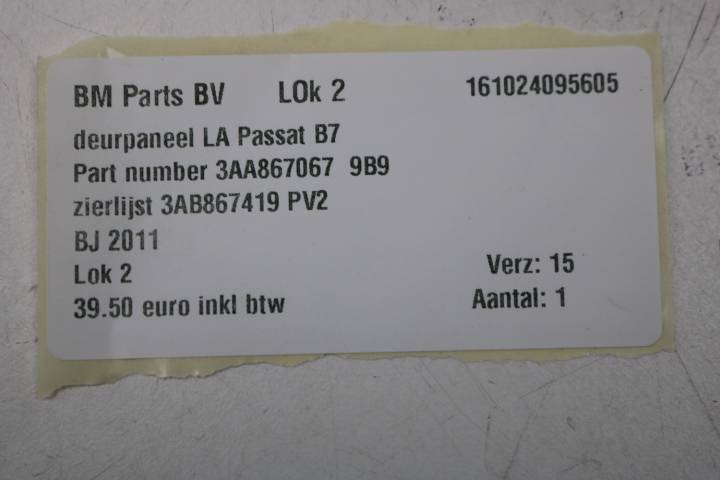 BM Parts BV LOk 2 161024095605
deurpaneel LA Passat B7
Part number 3AA867067 9B9
zierlijst 3AB867419 PV2
BJ 2011
Lok 2 Verz: 15
39.50 euro inkl btw Aantal: 1